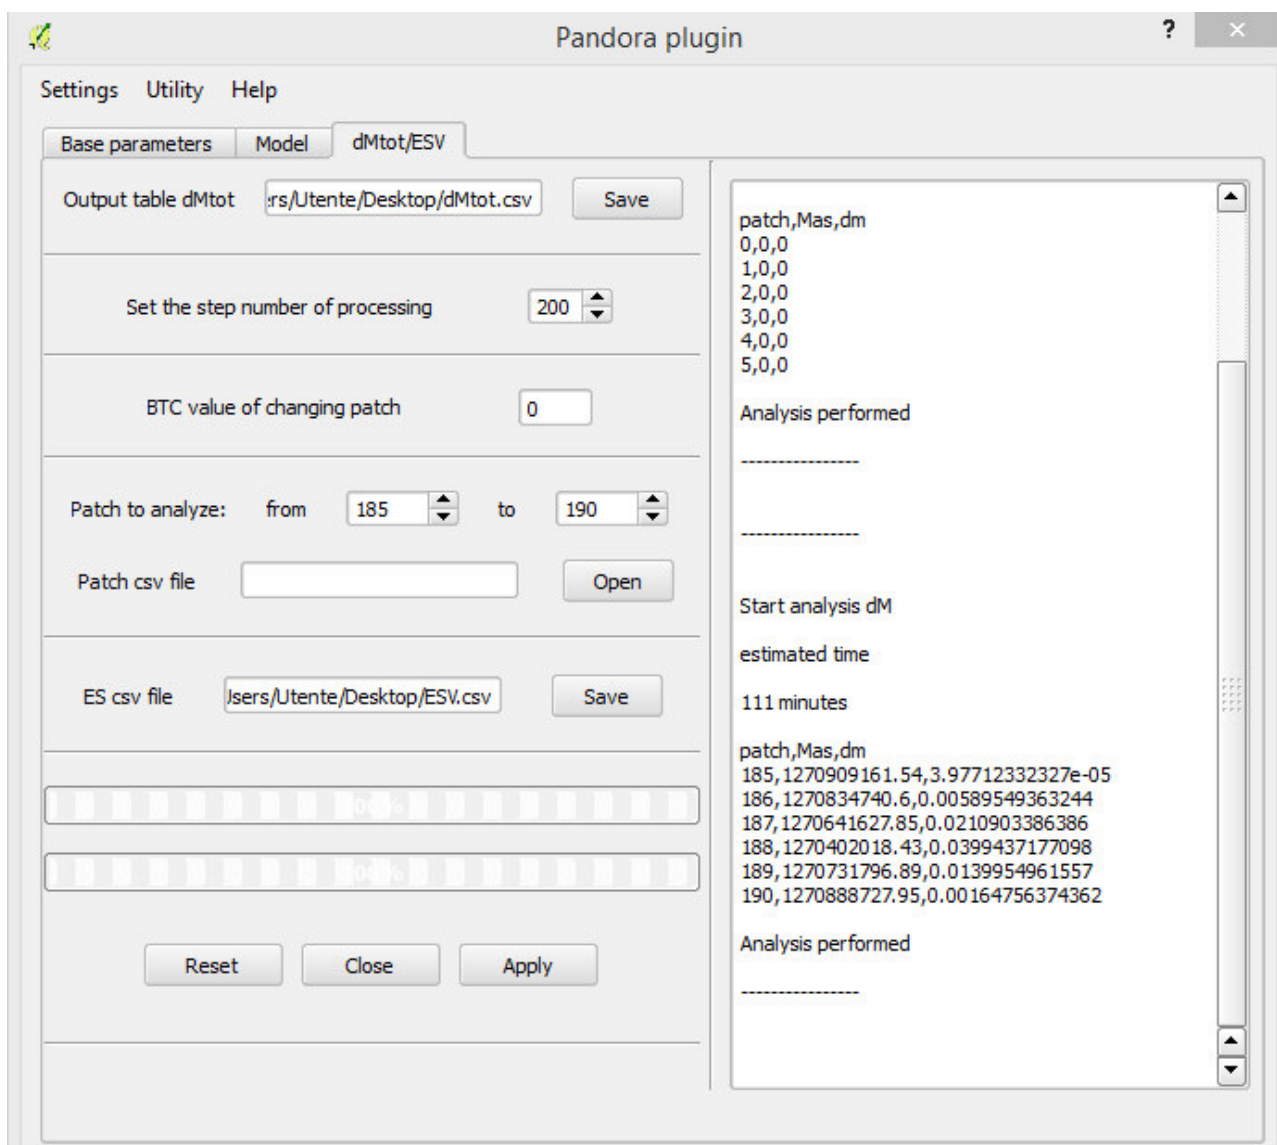 Pandora plugin
?
Settings Utility Help
Base parameters Model dMtot/ESV
Output table dMtot ers/Utente/Desktop/dMtot.csv Save
Set the step number of processing 200
BTC value of changing patch 0
Patch to analyze: from 185 to 190
Patch csv file Open
ES csv file Jsers/Utente/Desktop/ESV.csv Save
100%
100%
Reset Close Apply
patch,Mas,dm
0,0,0
1,0,0
2,0,0
3,0,0
4,0,0
5,0,0
Analysis performed
----------------
----------------
Start analysis dM
estimated time
111 minutes
patch,Mas,dm
185,1270909161.54,3.97712332327e-05
186,1270834740.6,0.00589549363244
187,1270641627.85,0.0210903386386
188,1270402018.43,0.0399437177098
189,1270731796.89,0.0139954961557
190,1270888727.95,0.00164756374362
Analysis performed
----------------